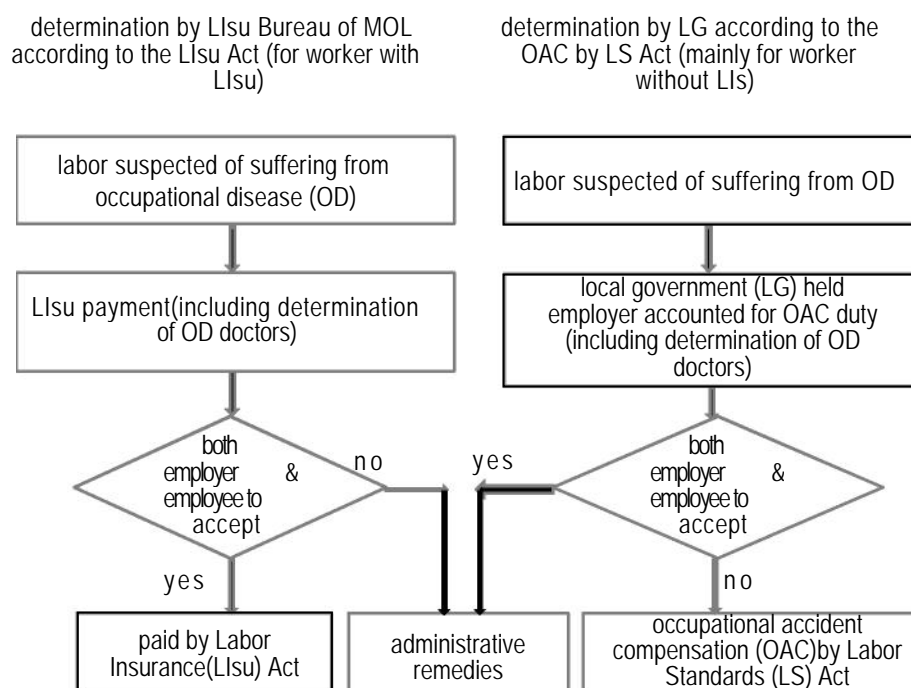 determination by LIsu Bureau of MOL
according to the LIsu Act (for worker with
LIsu)
determination by LG according to the
OAC by LS Act (mainly for worker
without LIs)
labor suspected of suffering from
occupational disease (OD)
labor suspected of suffering from OD
LIsu payment(including determination
of OD doctors)
local government (LG) held
employer accounted for OAC duty
(including determination of OD
doctors)
both
employer &
employee to
accept
no
yes
both
employer &
employee to
accept
yes
no
paid by Labor
Insurance(LIsu) Act
administrative
remedies
occupational accident
compensation (OAC)by Labor
Standards (LS) Act